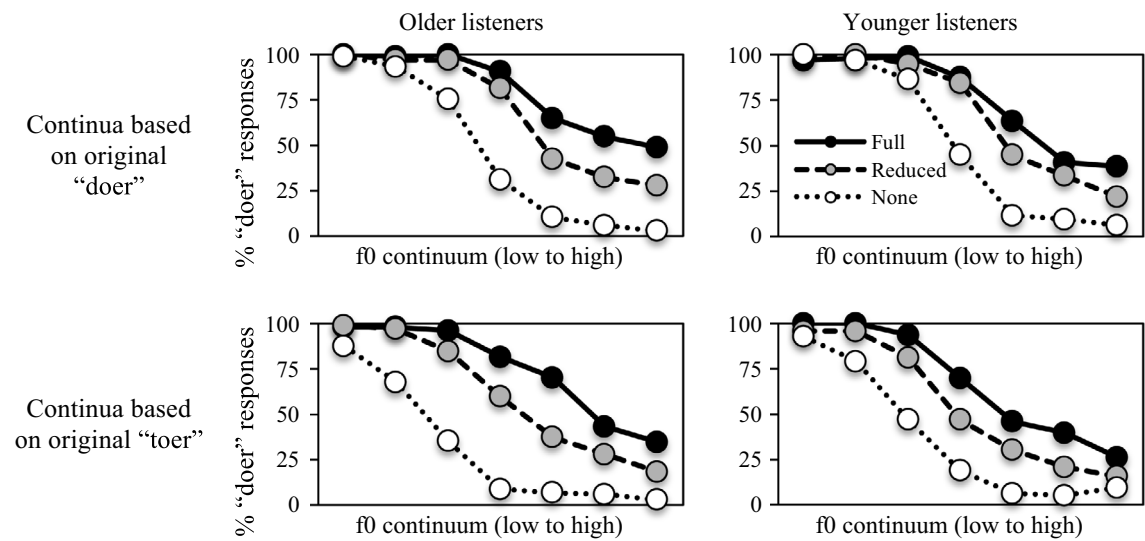 Older listeners
Younger listeners
Continua based
on original
“doer”
% “doer” responses
100
75
50
25
0
f0 continuum (low to high)
100
75
50
25
0
Full
Reduced
None
f0 continuum (low to high)
Continua based
on original “toer”
% “doer” responses
100
75
50
25
0
f0 continuum (low to high)
100
75
50
25
0
f0 continuum (low to high)